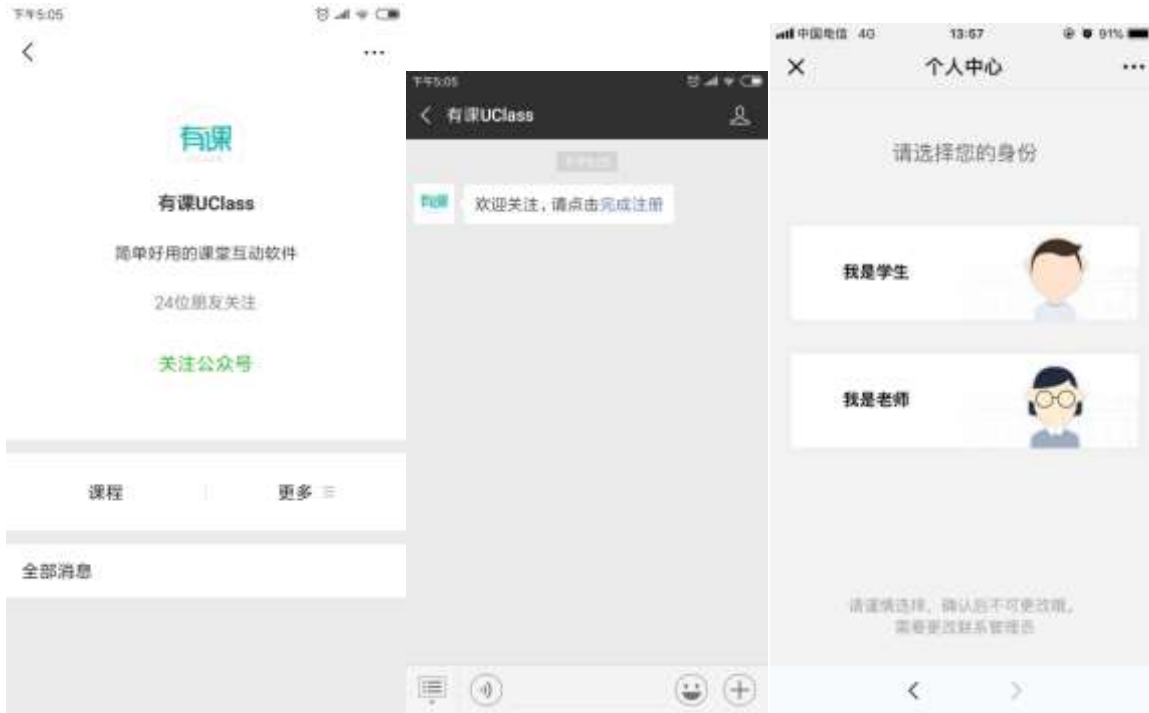 下午5:05
有课
有课UClass
简单好用的课堂互动软件
24位朋友关注
关注公众号
课程
更多
全部消息
下午5:05
有课UClass
有课
欢迎关注，请点击完成注册
中国电信 4G
13:57
91%
个人中心
请选择您的身份
我是学生
我是老师
请谨慎选择，确认后不可更改哦，
需要更改联系管理员